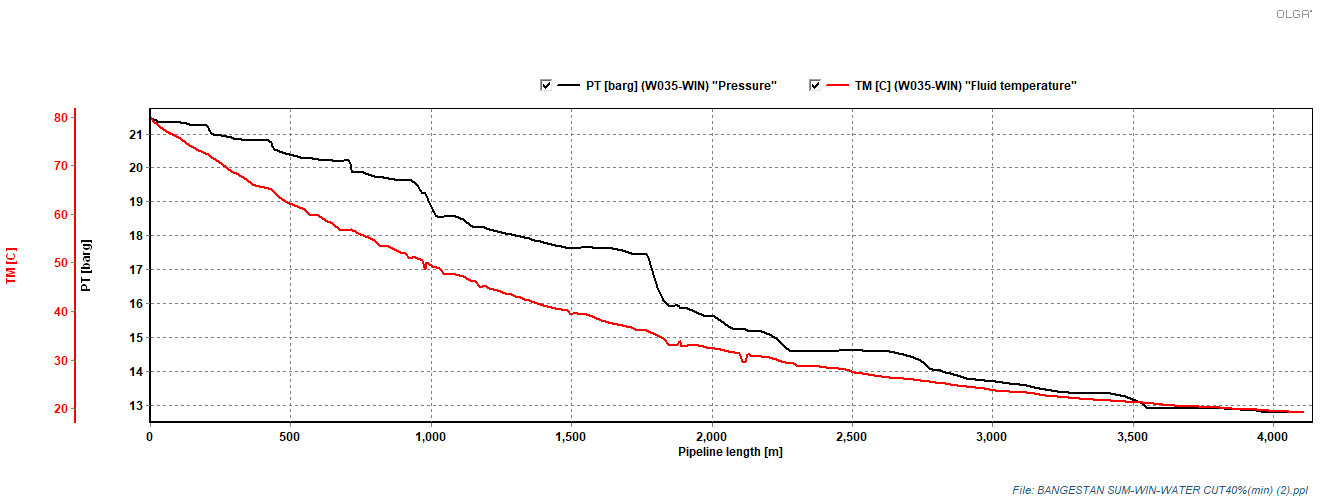 OLGA
PT [barg] (W035-WIN) "Pressure" TM [C] (W035-WIN) "Fluid temperature"
TM [C]
80
70
60
50
40
30
20
PT [barg]
21
20
19
18
17
16
15
14
13
0 500 1,000 1,500 2,000 2,500 3,000 3,500 4,000
Pipeline length [m]
File: BANGESTAN SUM-WIN-WATER CUT40%(min) (2).ppl